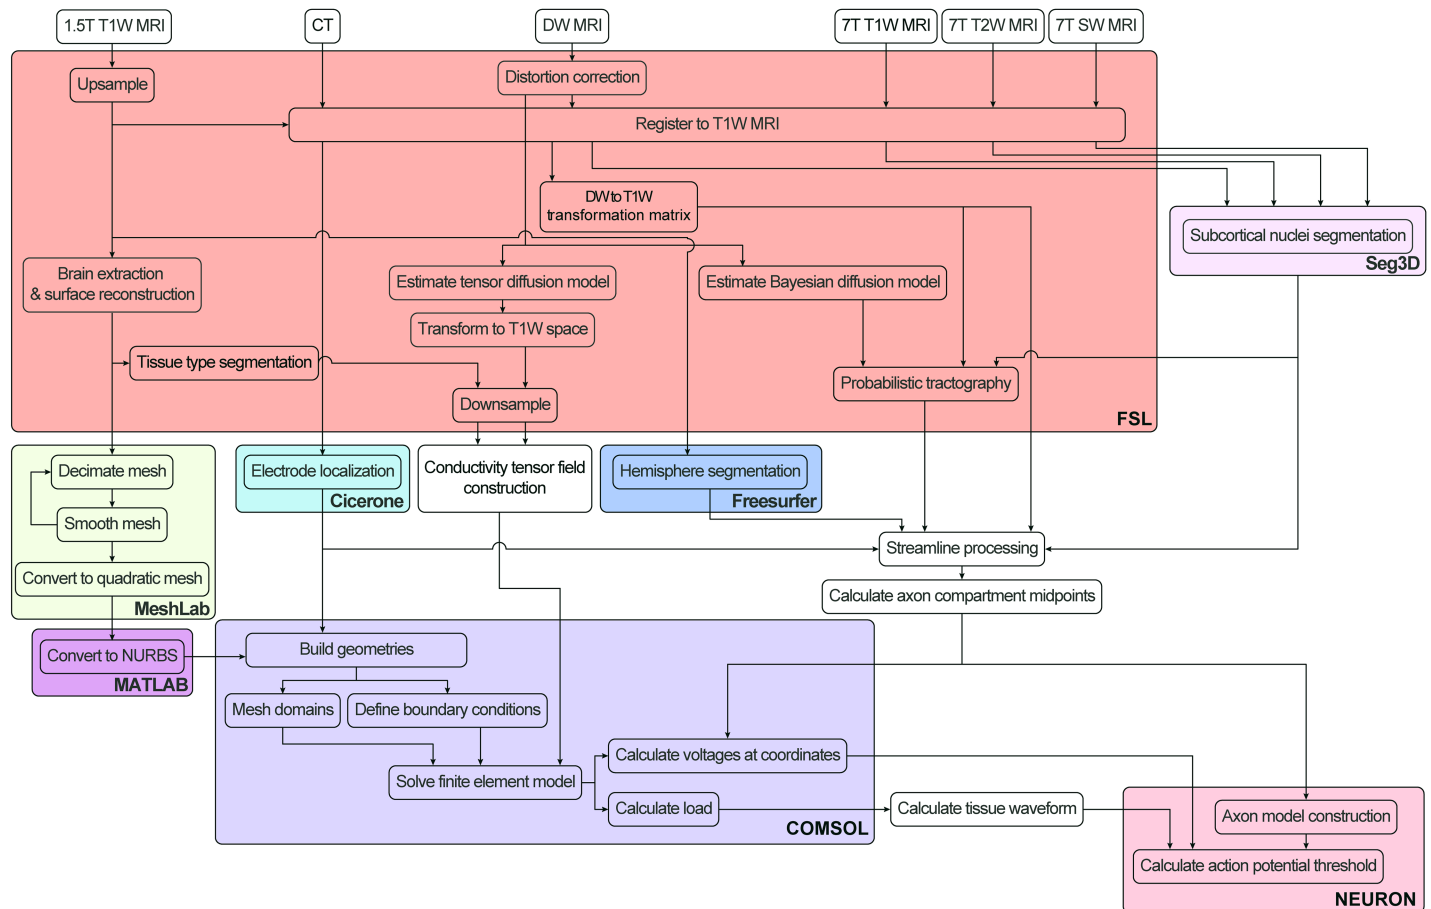 1.5T T1W MRI
CT
DW MRI
7T T1W MRI
7T T2W MRI
7T SW MRI
Upsample
Distortion correction
Register to T1W MRI
DW to T1W
transformation matrix
Subcortical nuclei segmentation
Seg3D
Brain extraction
& surface reconstruction
Estimate tensor diffusion model
Estimate Bayesian diffusion model
Transform to T1W space
Tissue type segmentation
Probabilistic tractography
Downsample
FSL
Decimate mesh
Smooth mesh
Convert to quadratic mesh
MeshLab
Electrode localization
Cicerone
Conductivity tensor field
construction
Hemisphere segmentation
Freesurfer
Streamline processing
Calculate axon compartment midpoints
Convert to NURBS
MATLAB
Build geometries
Mesh domains
Define boundary conditions
Solve finite element model
Calculate voltages at coordinates
Calculate load
COMSOL
Calculate tissue waveform
Axon model construction
Calculate action potential threshold
NEURON